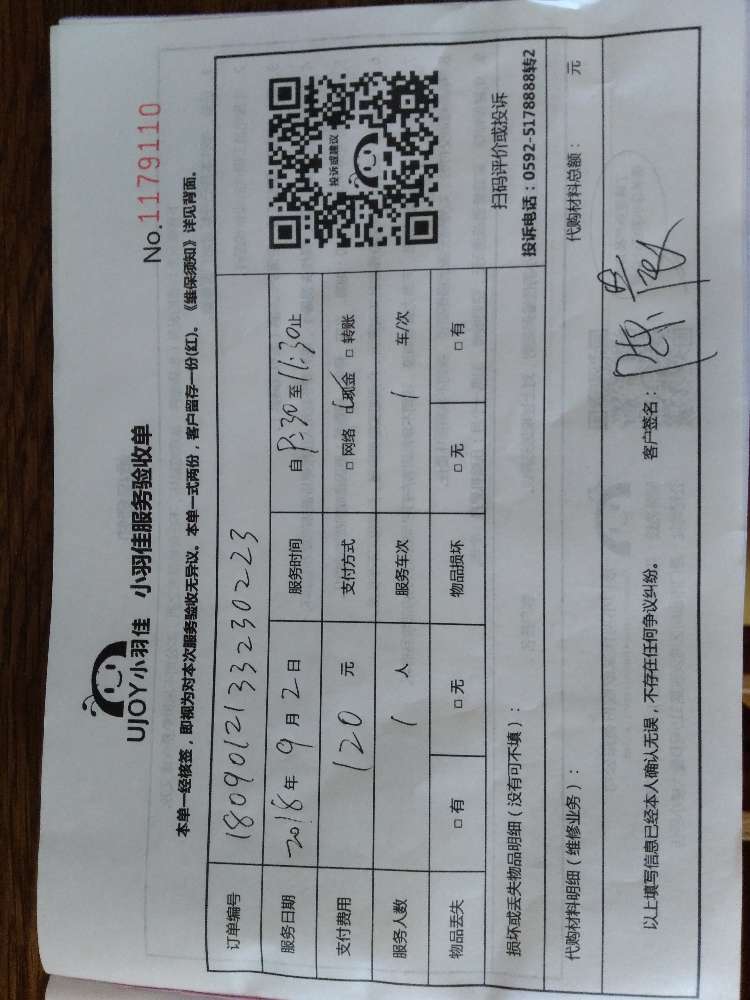 UJOY小羽佳 小羽佳服务验收单
No.1179110
本单一经核签，即视为对本次服务验收无异议。本单一式两份，客户留存一份(红)。《维保须知》详见背面。
订单编号 180901213323 0223
服务日期 2018年 9月 2日 服务时间 自 9:30 至 11:30 止
支付费用 120 元 支付方式 □ 网络 □ 现金 □ 转账
服务人数 1 人 服务车次 1 车/次
物品丢失 □ 有 □ 无 物品损坏 □ 无 □ 有
投诉或建议
扫码评价或投诉
投诉电话：0592-5178888转2
损坏或丢失物品明细（没有可不填）：
代购材料明细（维修业务）： 代购材料总额： 元
以上填写信息已经本人确认无误，不存在任何争议纠纷。 客户签名：